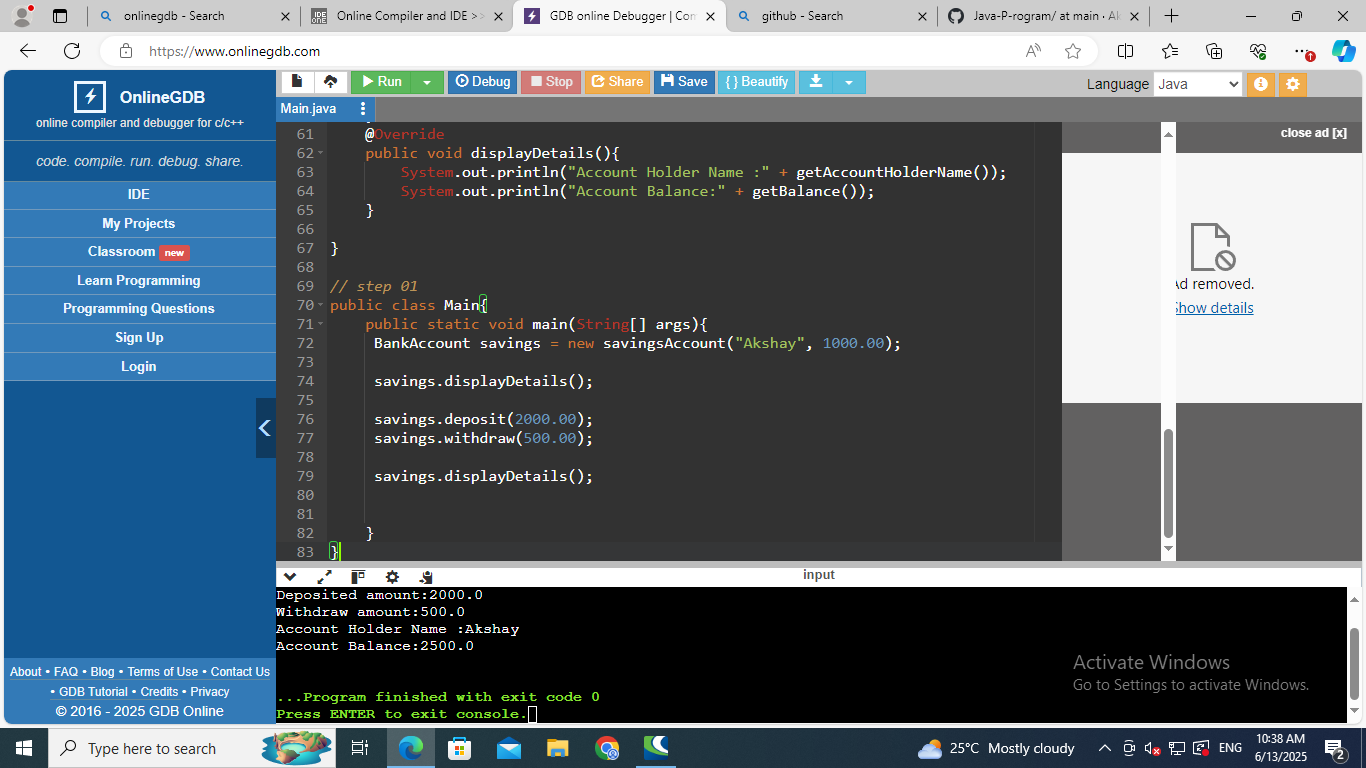 onlinegdb - Search
Online Compiler and IDE >>
GDB online Debugger | Con
github - Search
Java-P-rogram/ at main · Ak
https://www.onlinegdb.com
OnlineGDB
online compiler and debugger for c/c++
code. compile. run. debug. share.
IDE
My Projects
Classroom new
Learn Programming
Programming Questions
Sign Up
Login
About • FAQ • Blog • Terms of Use • Contact Us
• GDB Tutorial • Credits • Privacy
© 2016 - 2025 GDB Online
Run Debug Stop Share Save { } Beautify
Language Java
Main.java
61 @Override
62 public void displayDetails(){
63 System.out.println("Account Holder Name :" + getAccountHolderName());
64 System.out.println("Account Balance:" + getBalance());
65 }
66
67 }
68
69 // step 01
70 public class Main{
71 public static void main(String[] args){
72 BankAccount savings = new savingsAccount("Akshay", 1000.00);
73
74 savings.displayDetails();
75
76 savings.deposit(2000.00);
77 savings.withdraw(500.00);
78
79 savings.displayDetails();
80
81
82 }
83 }
close ad [x]
Ad removed.
Show details
input
Deposited amount:2000.0
Withdraw amount:500.0
Account Holder Name :Akshay
Account Balance:2500.0
...Program finished with exit code 0
Press ENTER to exit console.
Activate Windows
Go to Settings to activate Windows.
Type here to search
25°C Mostly cloudy
ENG
10:38 AM
6/13/2025
2